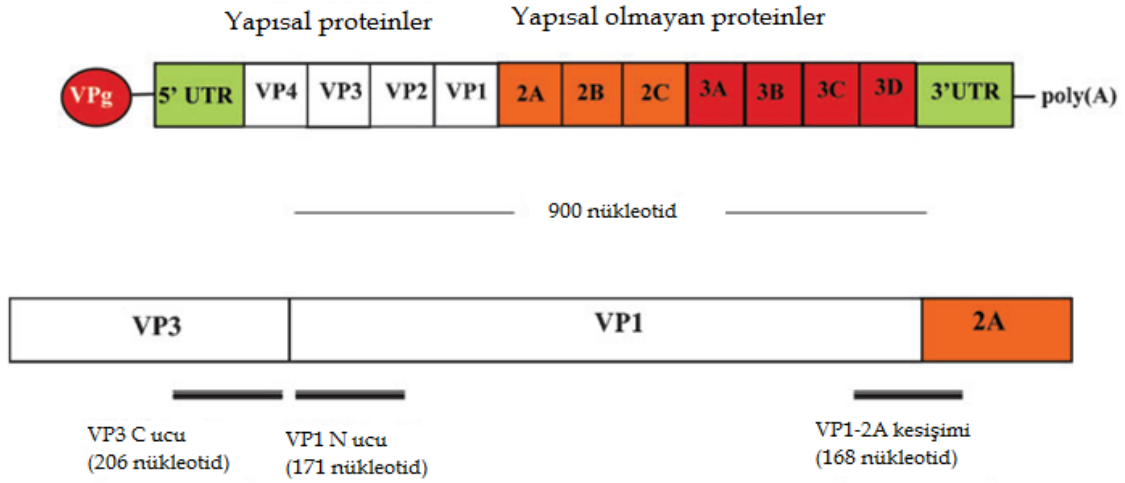 Yapısal proteinler
Yapısal olmayan proteinler
VPg
5' UTR
VP4
VP3
VP2
VP1
2A
2B
2C
3A
3B
3C
3D
3'UTR
poly(A)
900 nükleotid
VP3
VP1
2A
VP3 C ucu
(206 nükleotid)
VP1 N ucu
(171 nükleotid)
VP1-2A kesişimi
(168 nükleotid)